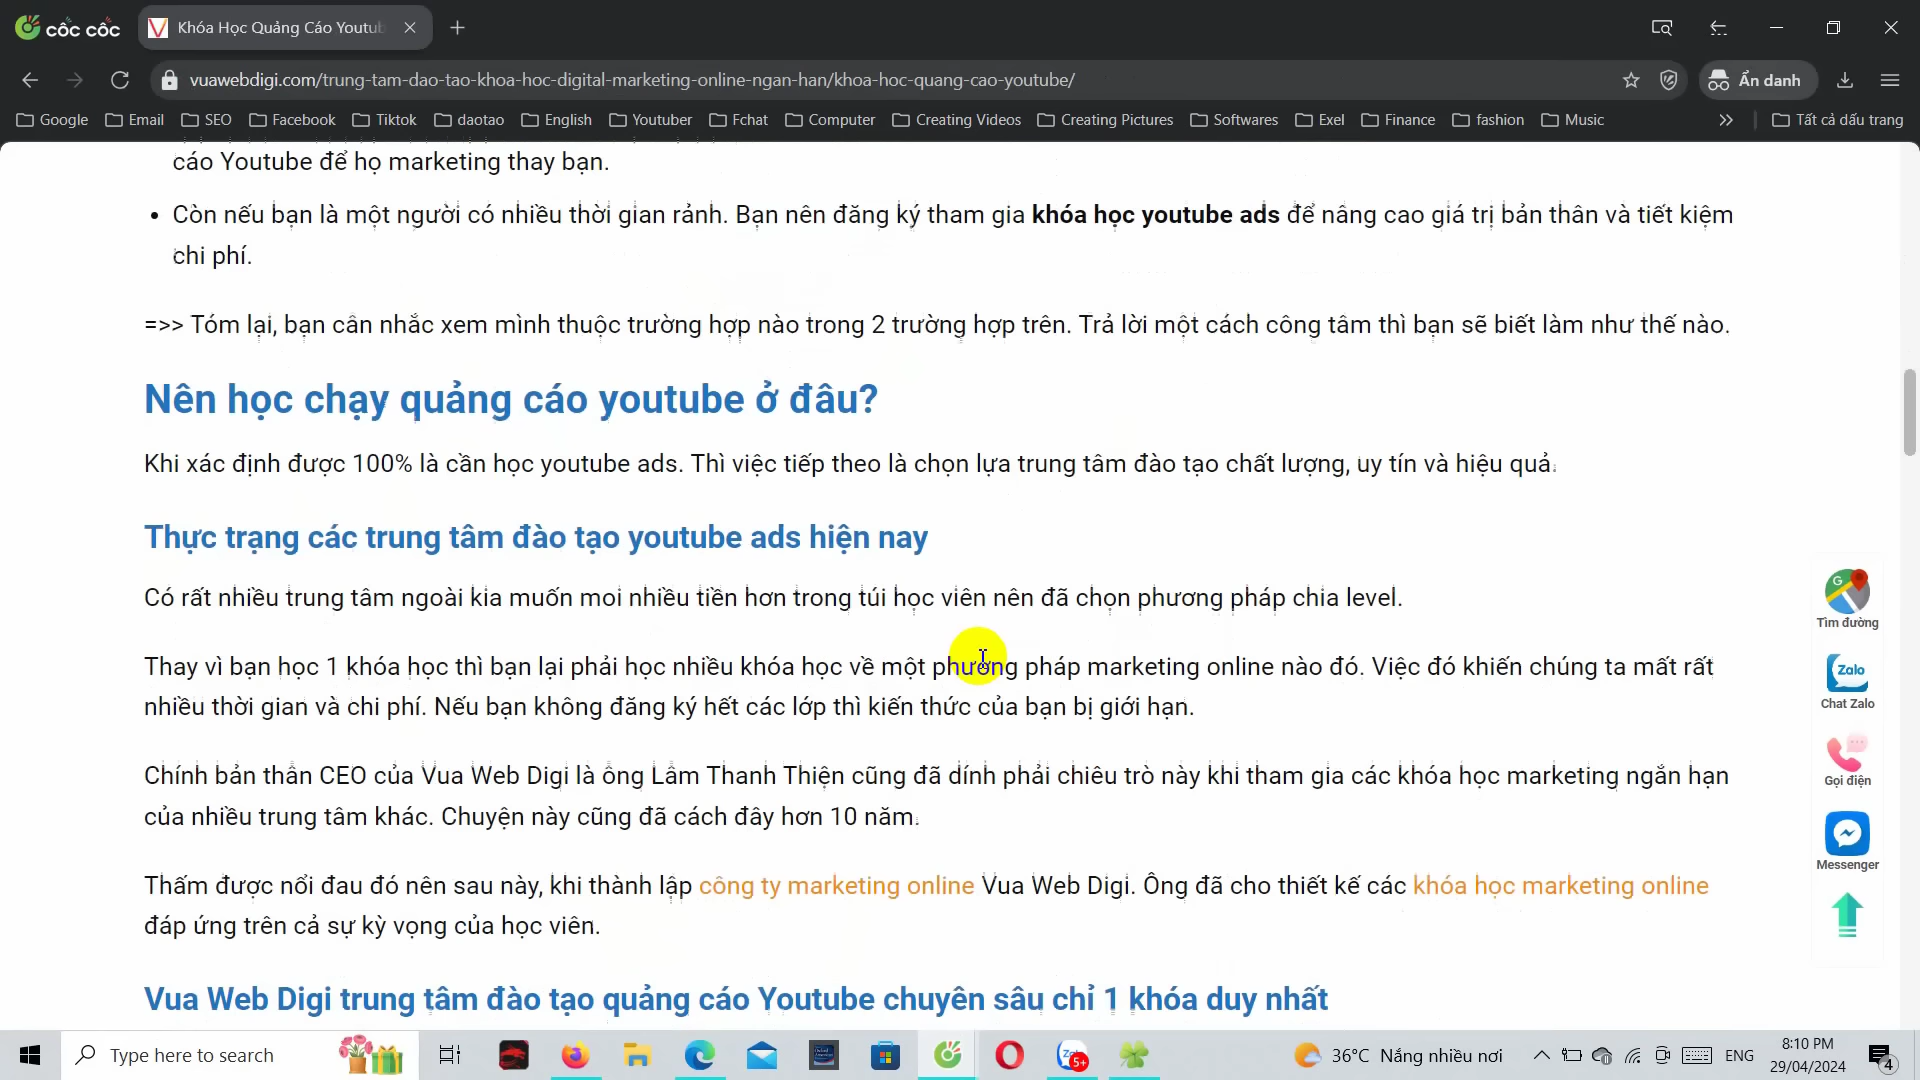 cốc cốc
Khóa Học Quảng Cáo Youtub
vuawebdigi.com/trung-tam-dao-tao-khoa-hoc-digital-marketing-online-ngan-han/khoa-hoc-quang-cao-youtube/
Ẩn danh
Google Email SEO Facebook Tiktok daotao English Youtuber Fchat Computer Creating Videos Creating Pictures Softwares Exel Finance fashion Music Tất cả dấu trang
cáo Youtube để họ marketing thay bạn.
• Còn nếu bạn là một người có nhiều thời gian rảnh. Bạn nên đăng ký tham gia khóa học youtube ads để nâng cao giá trị bản thân và tiết kiệm
chi phí.
=>> Tóm lại, bạn cân nhắc xem mình thuộc trường hợp nào trong 2 trường hợp trên. Trả lời một cách công tâm thì bạn sẽ biết làm như thế nào.
Nên học chạy quảng cáo youtube ở đâu?
Khi xác định được 100% là cần học youtube ads. Thì việc tiếp theo là chọn lựa trung tâm đào tạo chất lượng, uy tín và hiệu quả.
Thực trạng các trung tâm đào tạo youtube ads hiện nay
Có rất nhiều trung tâm ngoài kia muốn moi nhiều tiền hơn trong túi học viên nên đã chọn phương pháp chia level.
Thay vì bạn học 1 khóa học thì bạn lại phải học nhiều khóa học về một phương pháp marketing online nào đó. Việc đó khiến chúng ta mất rất
nhiều thời gian và chi phí. Nếu bạn không đăng ký hết các lớp thì kiến thức của bạn bị giới hạn.
Chính bản thân CEO của Vua Web Digi là ông Lâm Thanh Thiện cũng đã dính phải chiêu trò này khi tham gia các khóa học marketing ngắn hạn
của nhiều trung tâm khác. Chuyện này cũng đã cách đây hơn 10 năm.
Thấm được nổi đau đó nên sau này, khi thành lập công ty marketing online Vua Web Digi. Ông đã cho thiết kế các khóa học marketing online
đáp ứng trên cả sự kỳ vọng của học viên.
Vua Web Digi trung tâm đào tạo quảng cáo Youtube chuyên sâu chỉ 1 khóa duy nhất
G
Tìm đường
Zalo
Chat Zalo
Gọi điện
Messenger
Type here to search
5+
36°C Nắng nhiều nơi
ENG
8:10 PM
29/04/2024
4